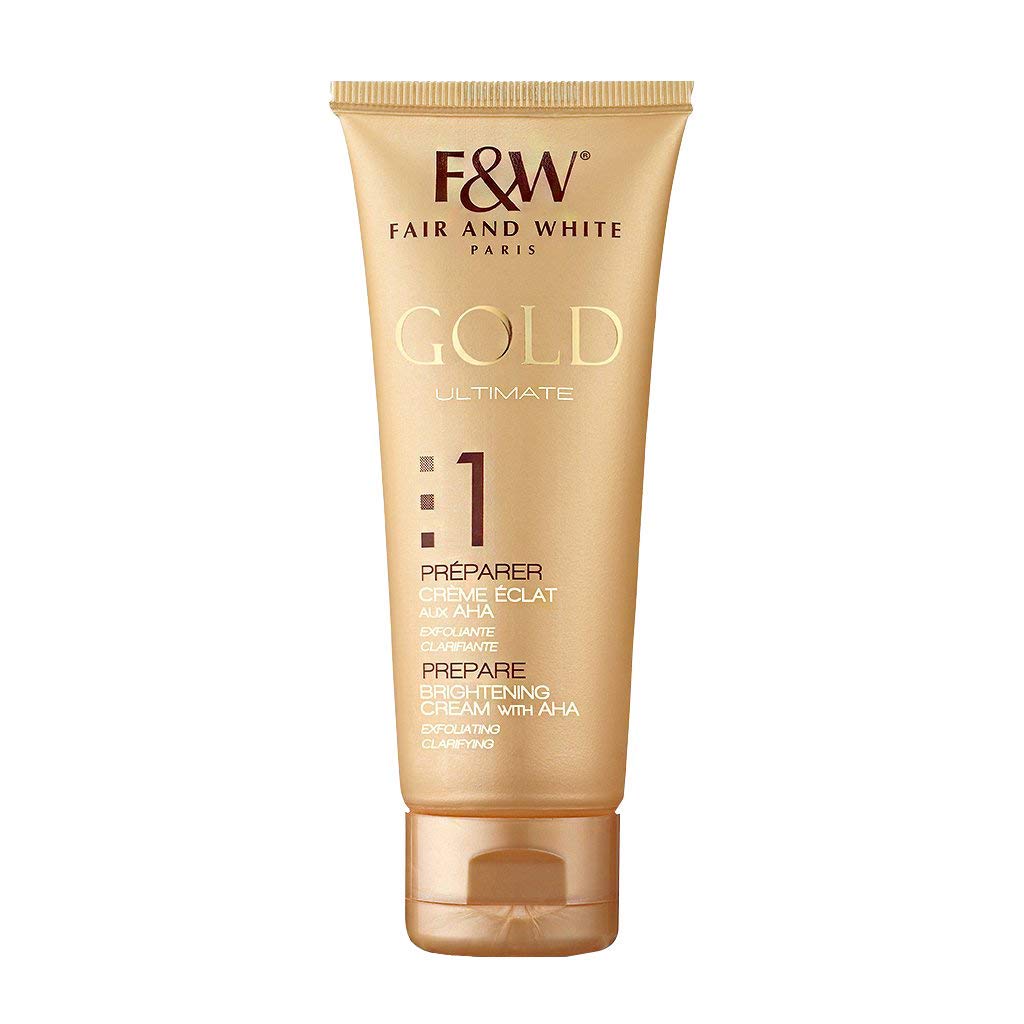 F&W®
FAIR AND WHITE
PARIS
GOLD
ULTIMATE
1
PRÉPARER
CRÈME ÉCLAT
AUX AHA
EXFOLIANTE
CLARIFIANTE
PREPARE
BRIGHTENING
CREAM WITH AHA
EXFOLIATING
CLARIFYING